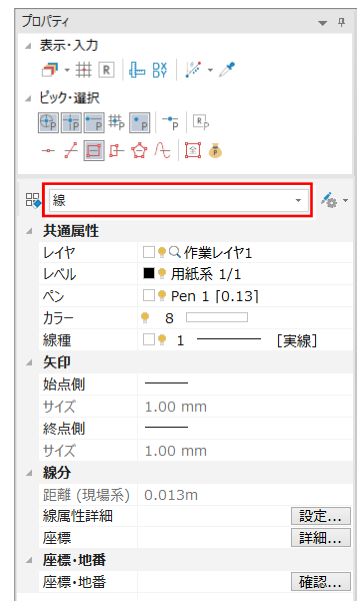 プロパティ
表示・入力
R
ピック・選択
P P P P P P R P
全 P
線
共通属性
レイヤ 作業レイヤ1
レベル 用紙系 1/1
ペン Pen 1 [0.13]
カラー 8
線種 1 [実線]
矢印
始点側
サイズ 1.00 mm
終点側
サイズ 1.00 mm
線分
距離 (現場系) 0.013m
線属性詳細 設定...
座標 詳細...
座標・地番
座標・地番 確認...